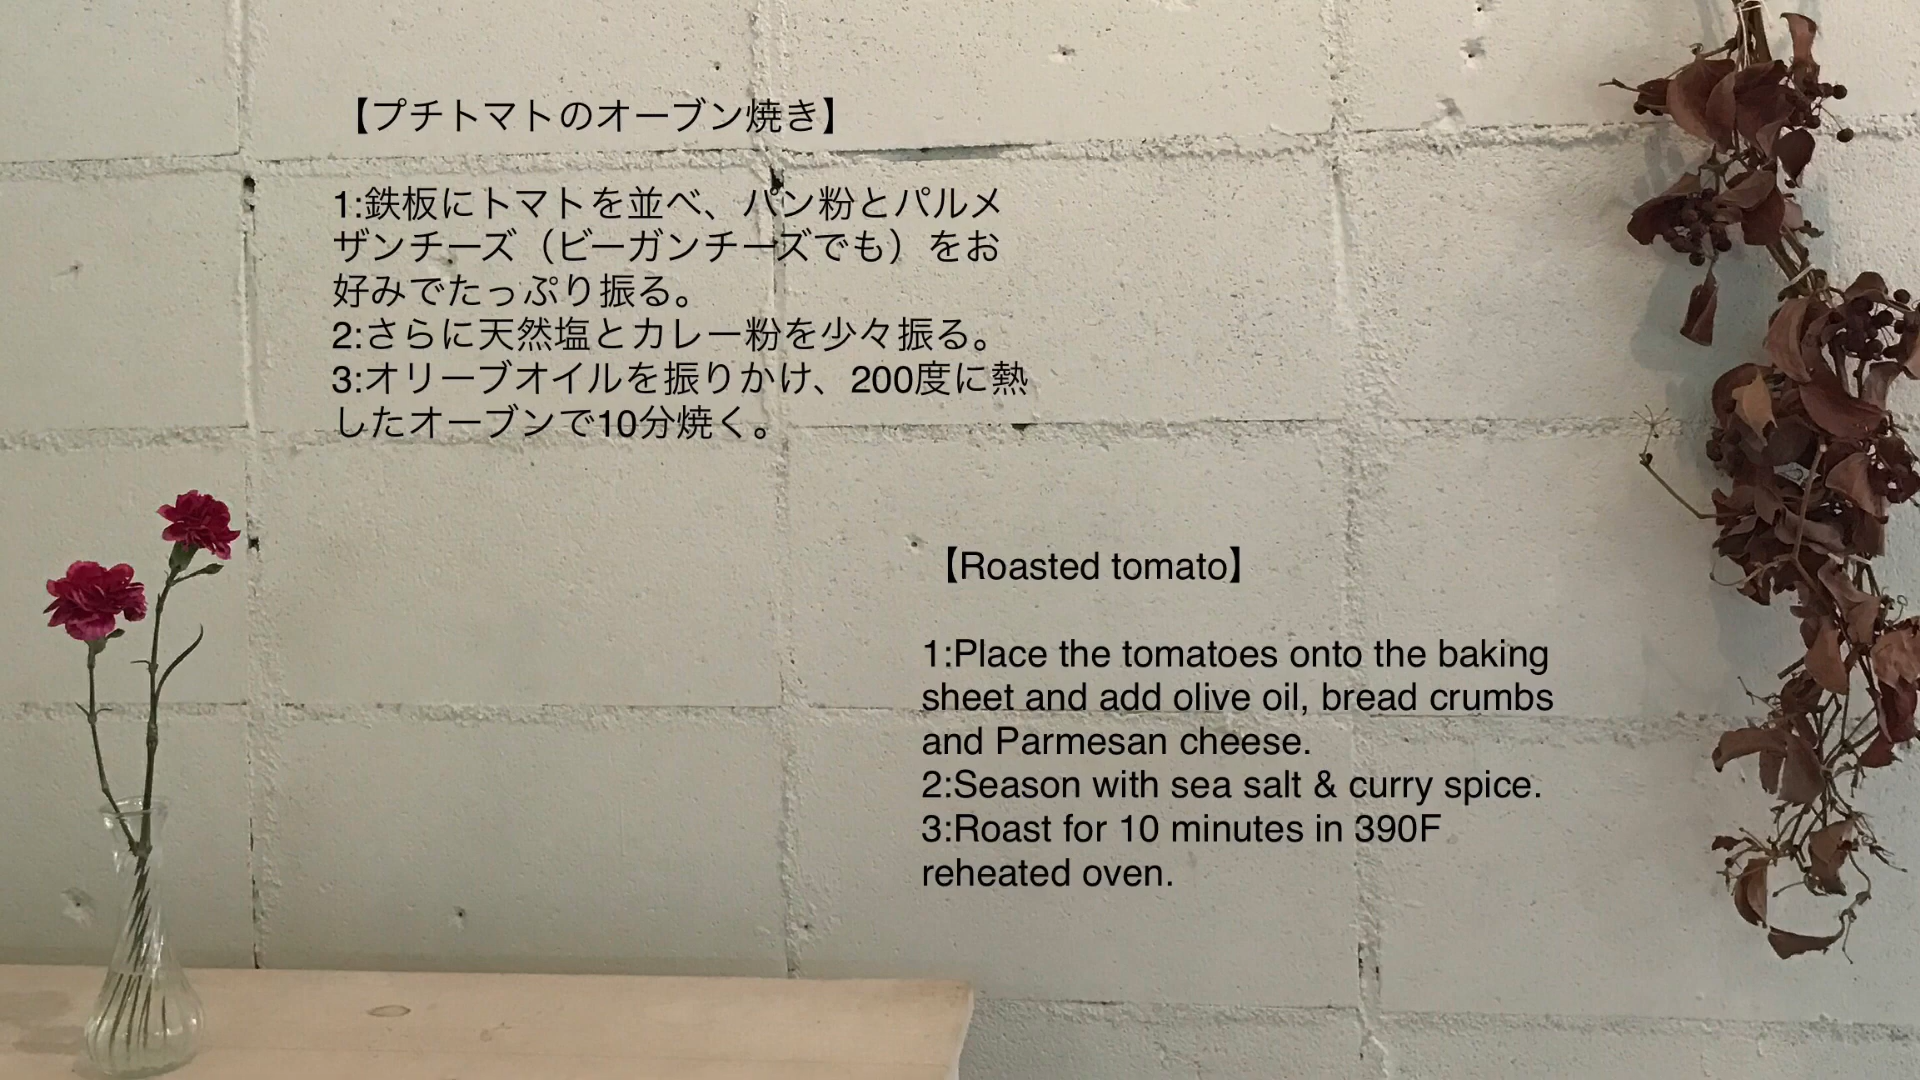 【プチトマトのオーブン焼き】
1:鉄板にトマトを並べ、パン粉とパルメ
ザンチーズ（ビーガンチーズでも）をお
好みでたっぷり振る。
2:さらに天然塩とカレー粉を少々振る。
3:オリーブオイルを振りかけ、200度に熱
したオーブンで10分焼く。
【Roasted tomato】
1:Place the tomatoes onto the baking
sheet and add olive oil, bread crumbs
and Parmesan cheese.
2:Season with sea salt & curry spice.
3:Roast for 10 minutes in 390F
reheated oven.